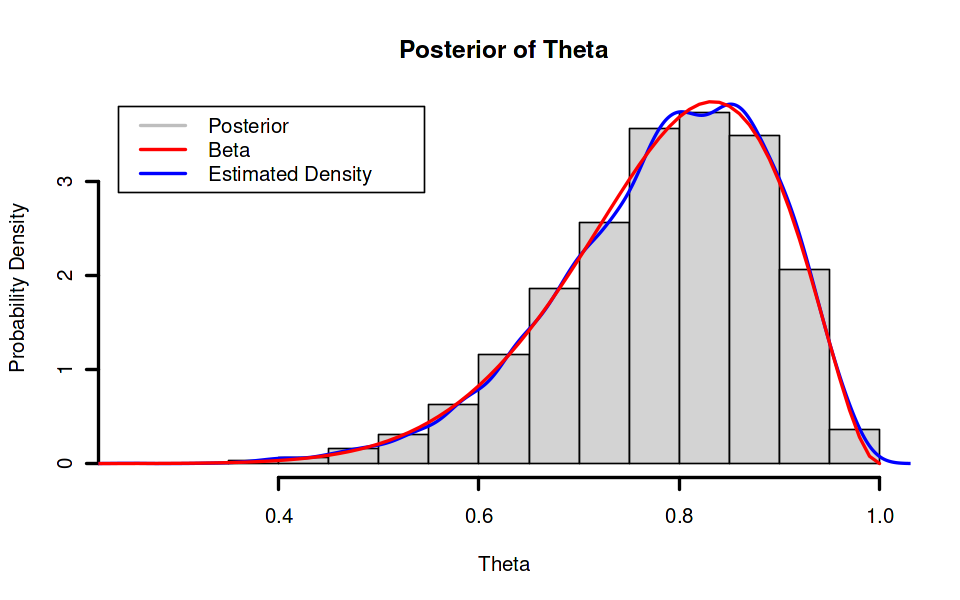 Posterior of Theta
Posterior
Beta
Estimated Density
Probability Density
3
2
1
0
0.4 0.6 0.8 1.0
Theta